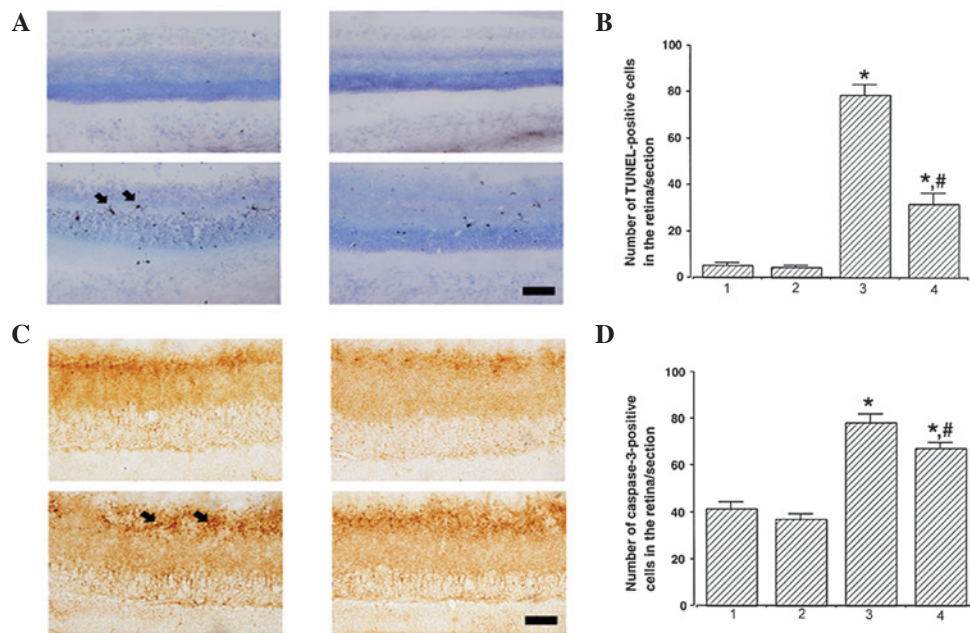 A
B
Number of TUNEL-positive cells
in the retina/section
100
80
60
40
20
0
*
*,#
1 2 3 4
C
D
Number of caspase-3-positive
cells in the retina/section
100
80
60
40
20
0
*
*,#
1 2 3 4